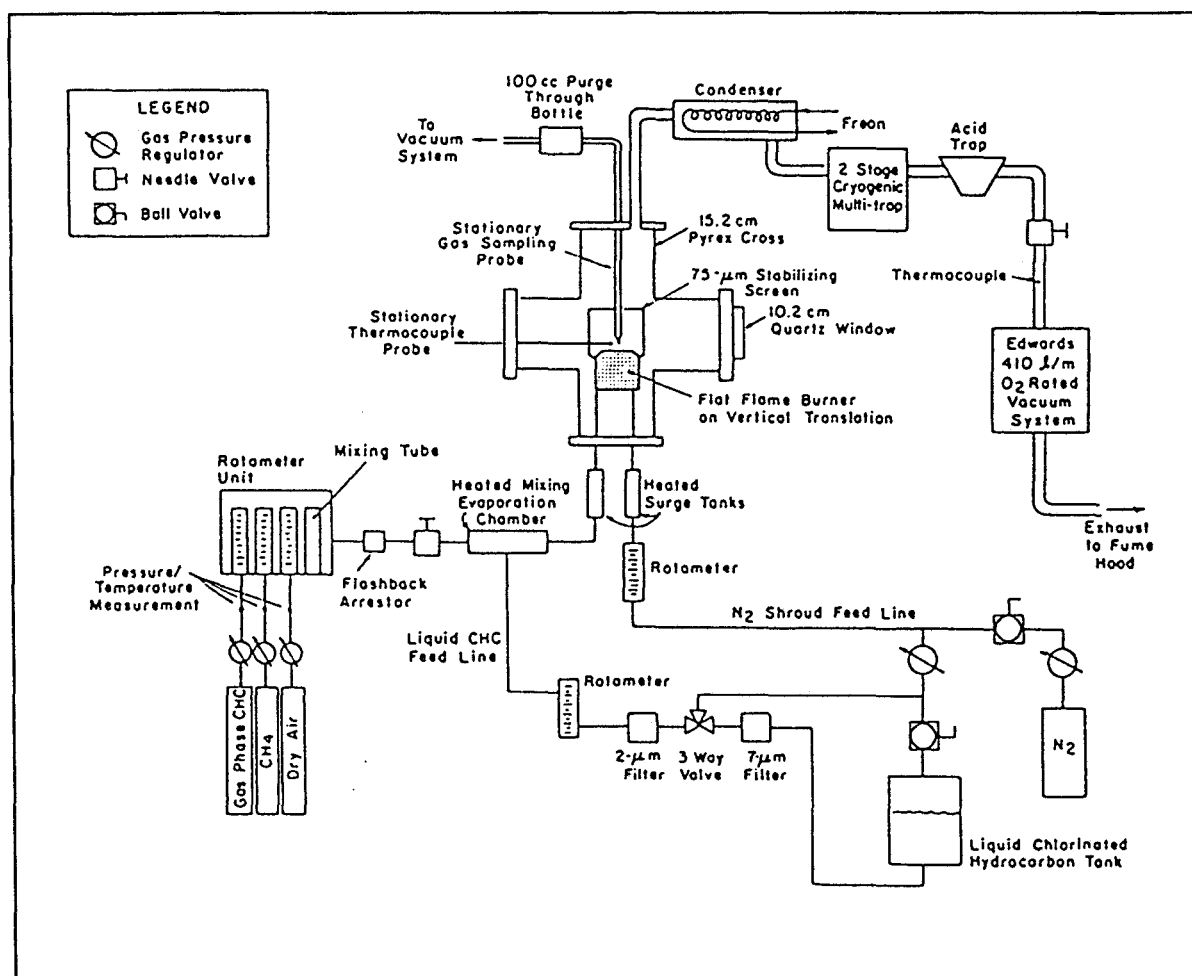 LEGEND
Gas Pressure
Regulator
Needle Valve
Ball Valve
100cc Purge
Through
Bottle
To
Vacuum
System
Condenser
Freon
Acid
Trap
2 Stage
Cryogenic
Multi-trap
Stationary
Gas Sampling
Probe
15.2 cm
Pyrex Cross
75-μm Stabilizing
Screen
10.2 cm
Quartz Window
Thermocouple
Stationary
Thermocouple
Probe
Edwards
410 l/m
O2 Rated
Vacuum
System
Flat Flame Burner
on Vertical Translation
Mixing Tube
Rotameter
Unit
Heated Mixing
Evaporation
Chamber
Heated
Surge Tanks
Exhaust
to Fume
Hood
Rotameter
Pressure/
Temperature
Measurement
Flashback
Arrestor
N2 Shroud Feed Line
Liquid CHC
Feed Line
Rotameter
Gas Phase CHC
CH4
Dry Air
2-μm
Filter
3 Way
Valve
7-μm
Filter
N2
Liquid Chlorinated
Hydrocarbon Tank